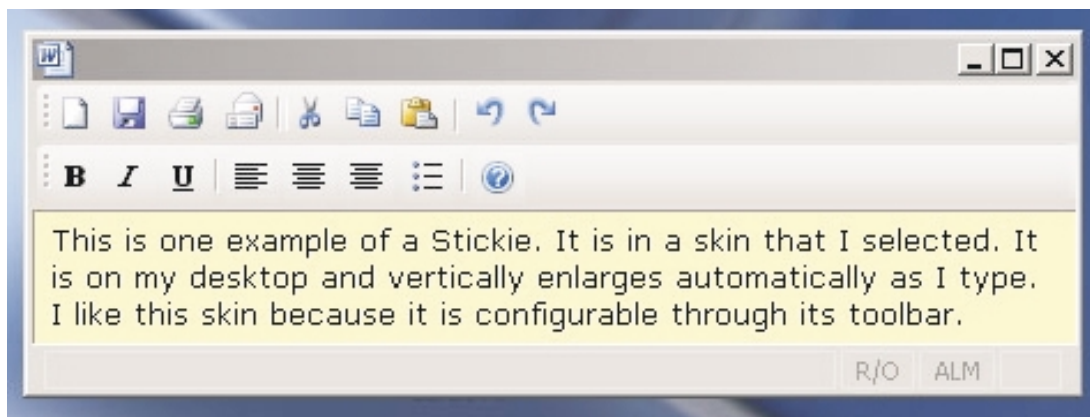 W
B I U
This is one example of a Stickie. It is in a skin that I selected. It
is on my desktop and vertically enlarges automatically as I type.
I like this skin because it is configurable through its toolbar.
R/O ALM